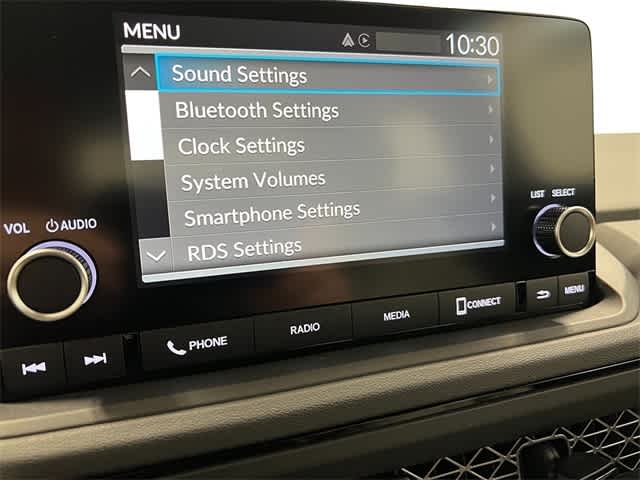 MENU
10:30
Sound Settings
Bluetooth Settings
Clock Settings
System Volumes
Smartphone Settings
RDS Settings
VOL AUDIO
LIST SELECT
PHONE
RADIO
MEDIA
CONNECT
MENU